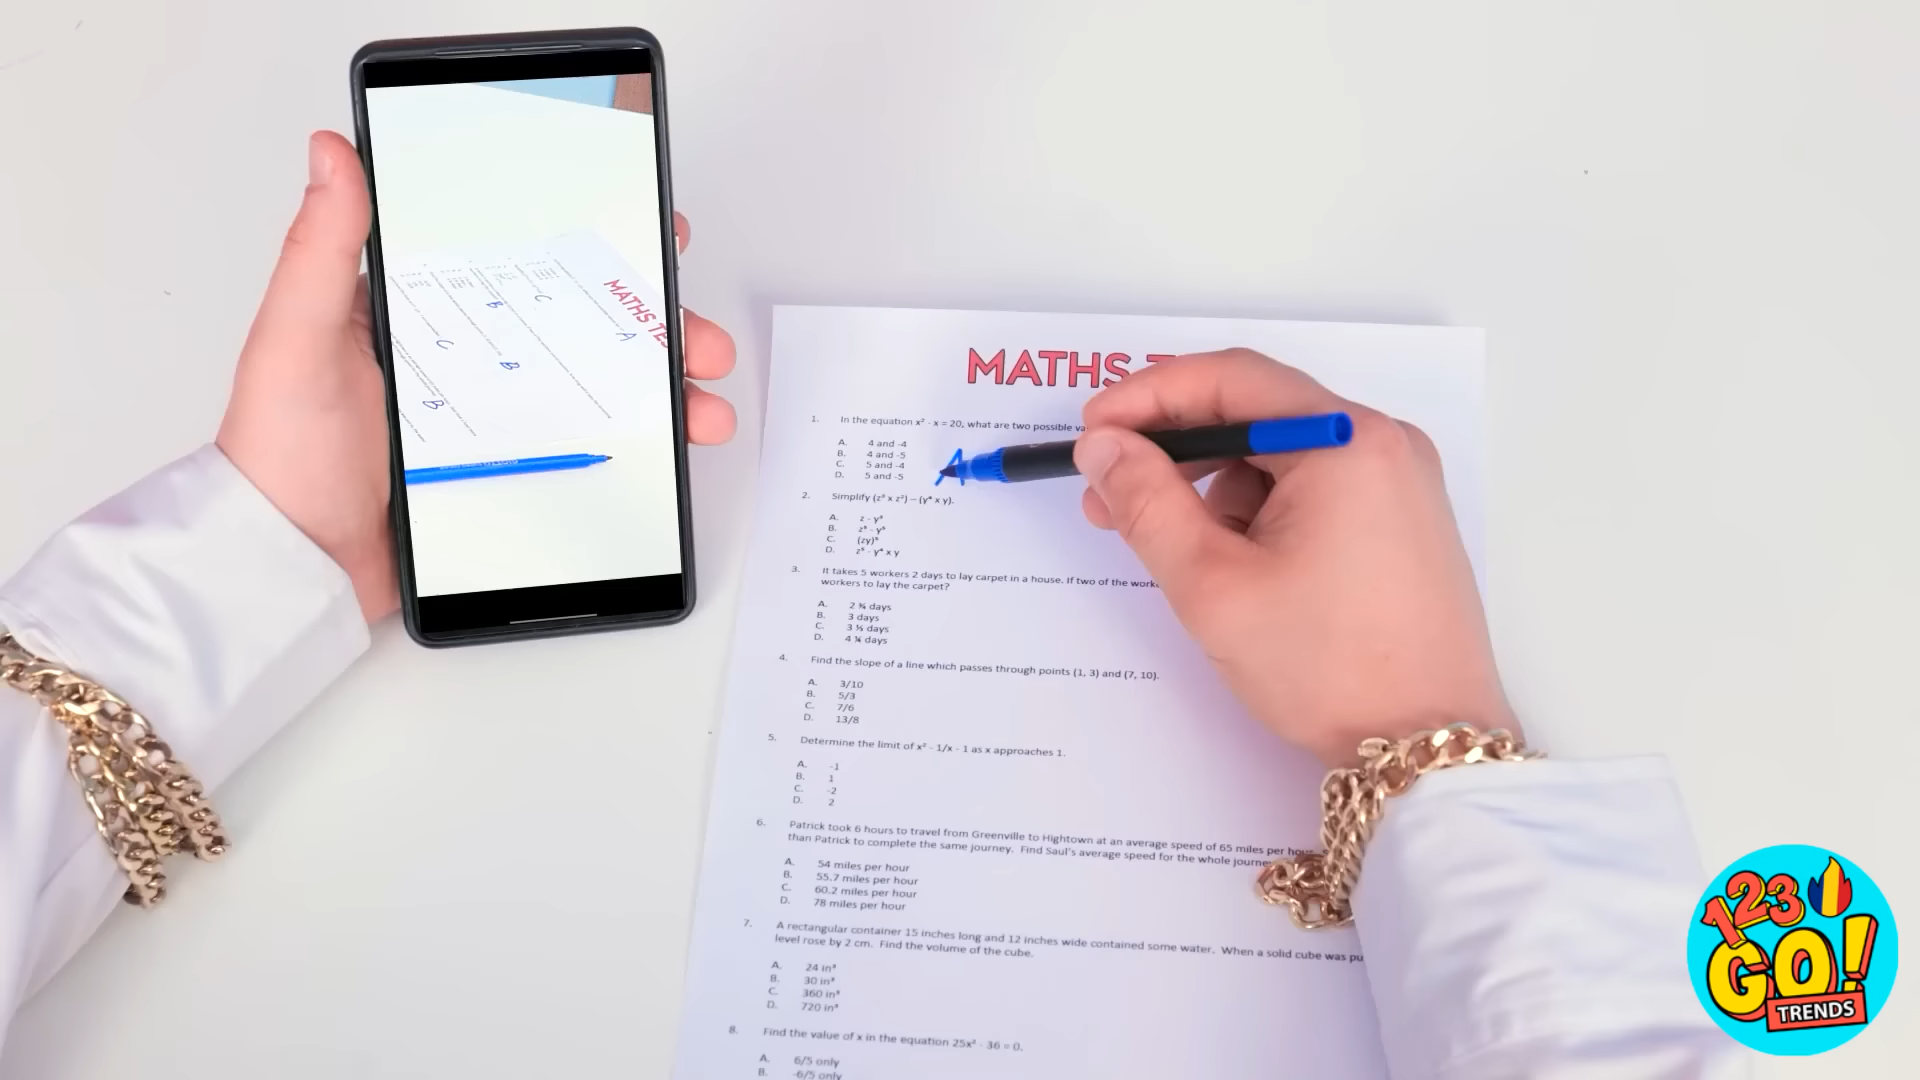 MATHS
1. In the equation x² - x = 20, what are two possible
A. 4 and -4
B. 4 and -5
C. 5 and -4
D. 5 and -5
A
2. Simplify (z³ x z²) – (y⁴ x y).
A. z - y⁵
B. z⁵ - y⁵
C. (zy)⁵
D. z⁵ - y⁴ x y
3. It takes 5 workers 2 days to lay carpet in a house. If two of the
workers to lay the carpet?
A. 2 ¾ days
B. 3 days
C. 3 ⅓ days
D. 4 ¼ days
4. Find the slope of a line which passes through points (1, 3) and (7, 10).
A. 3/10
B. 5/3
C. 7/6
D. 13/8
5. Determine the limit of x² - 1/x - 1 as x approaches 1.
A. -1
B. 1
C. -2
D. 2
6. Patrick took 6 hours to travel from Greenville to Hightown at an average speed of 65 miles per
than Patrick to complete the same journey. Find Saul's average speed for the whole
A. 54 miles per hour
B. 55.7 miles per hour
C. 60.2 miles per hour
D. 78 miles per hour
7. A rectangular container 15 inches long and 12 inches wide contained some water. When a solid cube was
level rose by 2 cm. Find the volume of the cube.
A. 24 in³
B. 30 in³
C. 360 in³
D. 720 in³
8. Find the value of x in the equation 25x² - 36 = 0.
A. 6/5 only
B. -6/5 only
MATHS
A
C
B
B
C
B
123
GO!
TRENDS